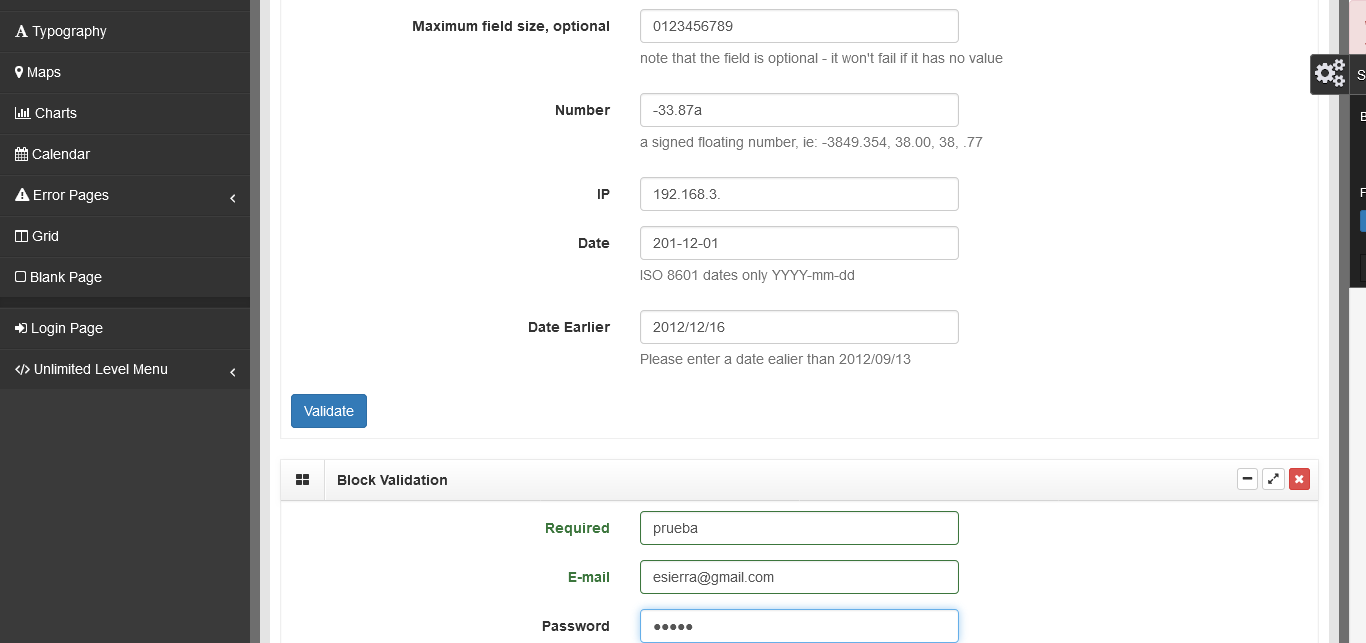 Typography
Maps
Charts
Calendar
Error Pages
Grid
Blank Page
Login Page
Unlimited Level Menu
Maximum field size, optional 0123456789
note that the field is optional - it won't fail if it has no value
Number -33.87a
a signed floating number, ie: -3849.354, 38.00, 38, .77
IP 192.168.3.
Date 201-12-01
ISO 8601 dates only YYYY-mm-dd
Date Earlier 2012/12/16
Please enter a date ealier than 2012/09/13
Validate
Block Validation
Required prueba
E-mail esierra@gmail.com
Password •••••